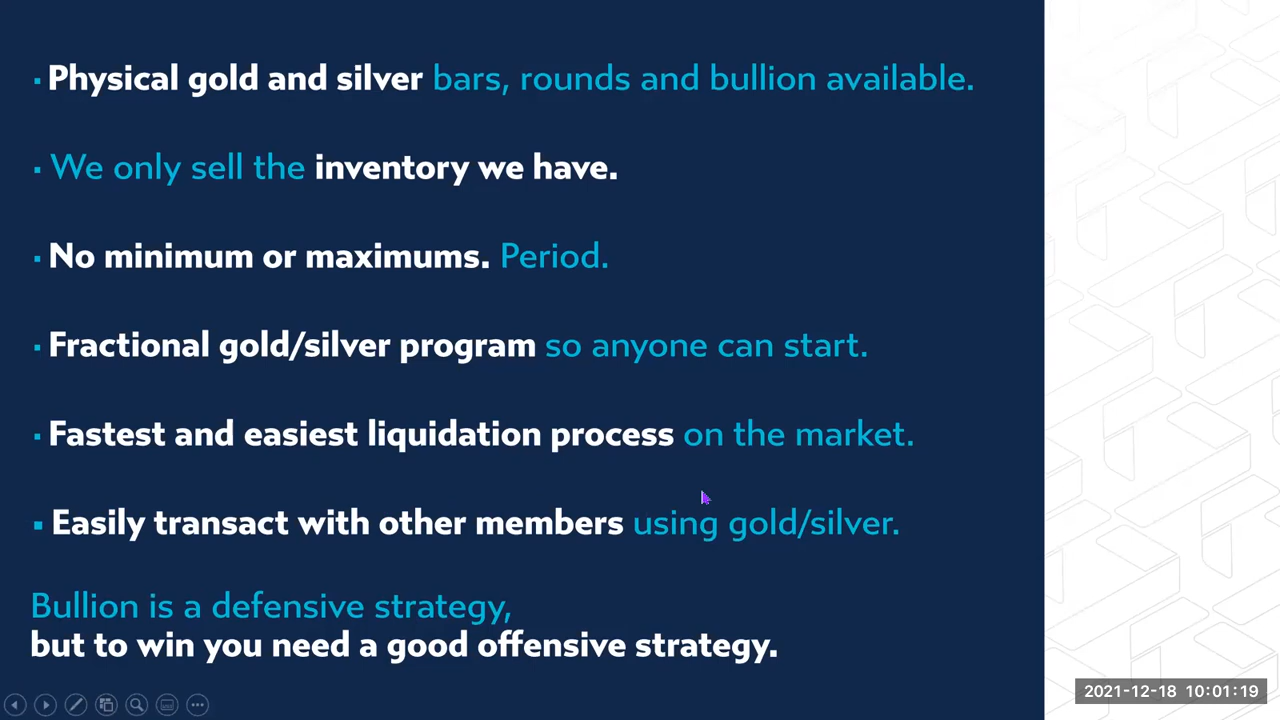 ▪ Physical gold and silver bars, rounds and bullion available.
▪ We only sell the inventory we have.
▪ No minimum or maximums. Period.
▪ Fractional gold/silver program so anyone can start.
▪ Fastest and easiest liquidation process on the market.
▪ Easily transact with other members using gold/silver.
Bullion is a defensive strategy,
but to win you need a good offensive strategy.
2021-12-18 10:01:19